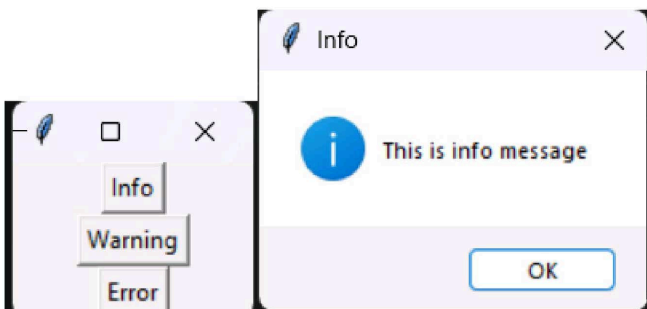 Info
This is info message
OK
Info
Warning
Error